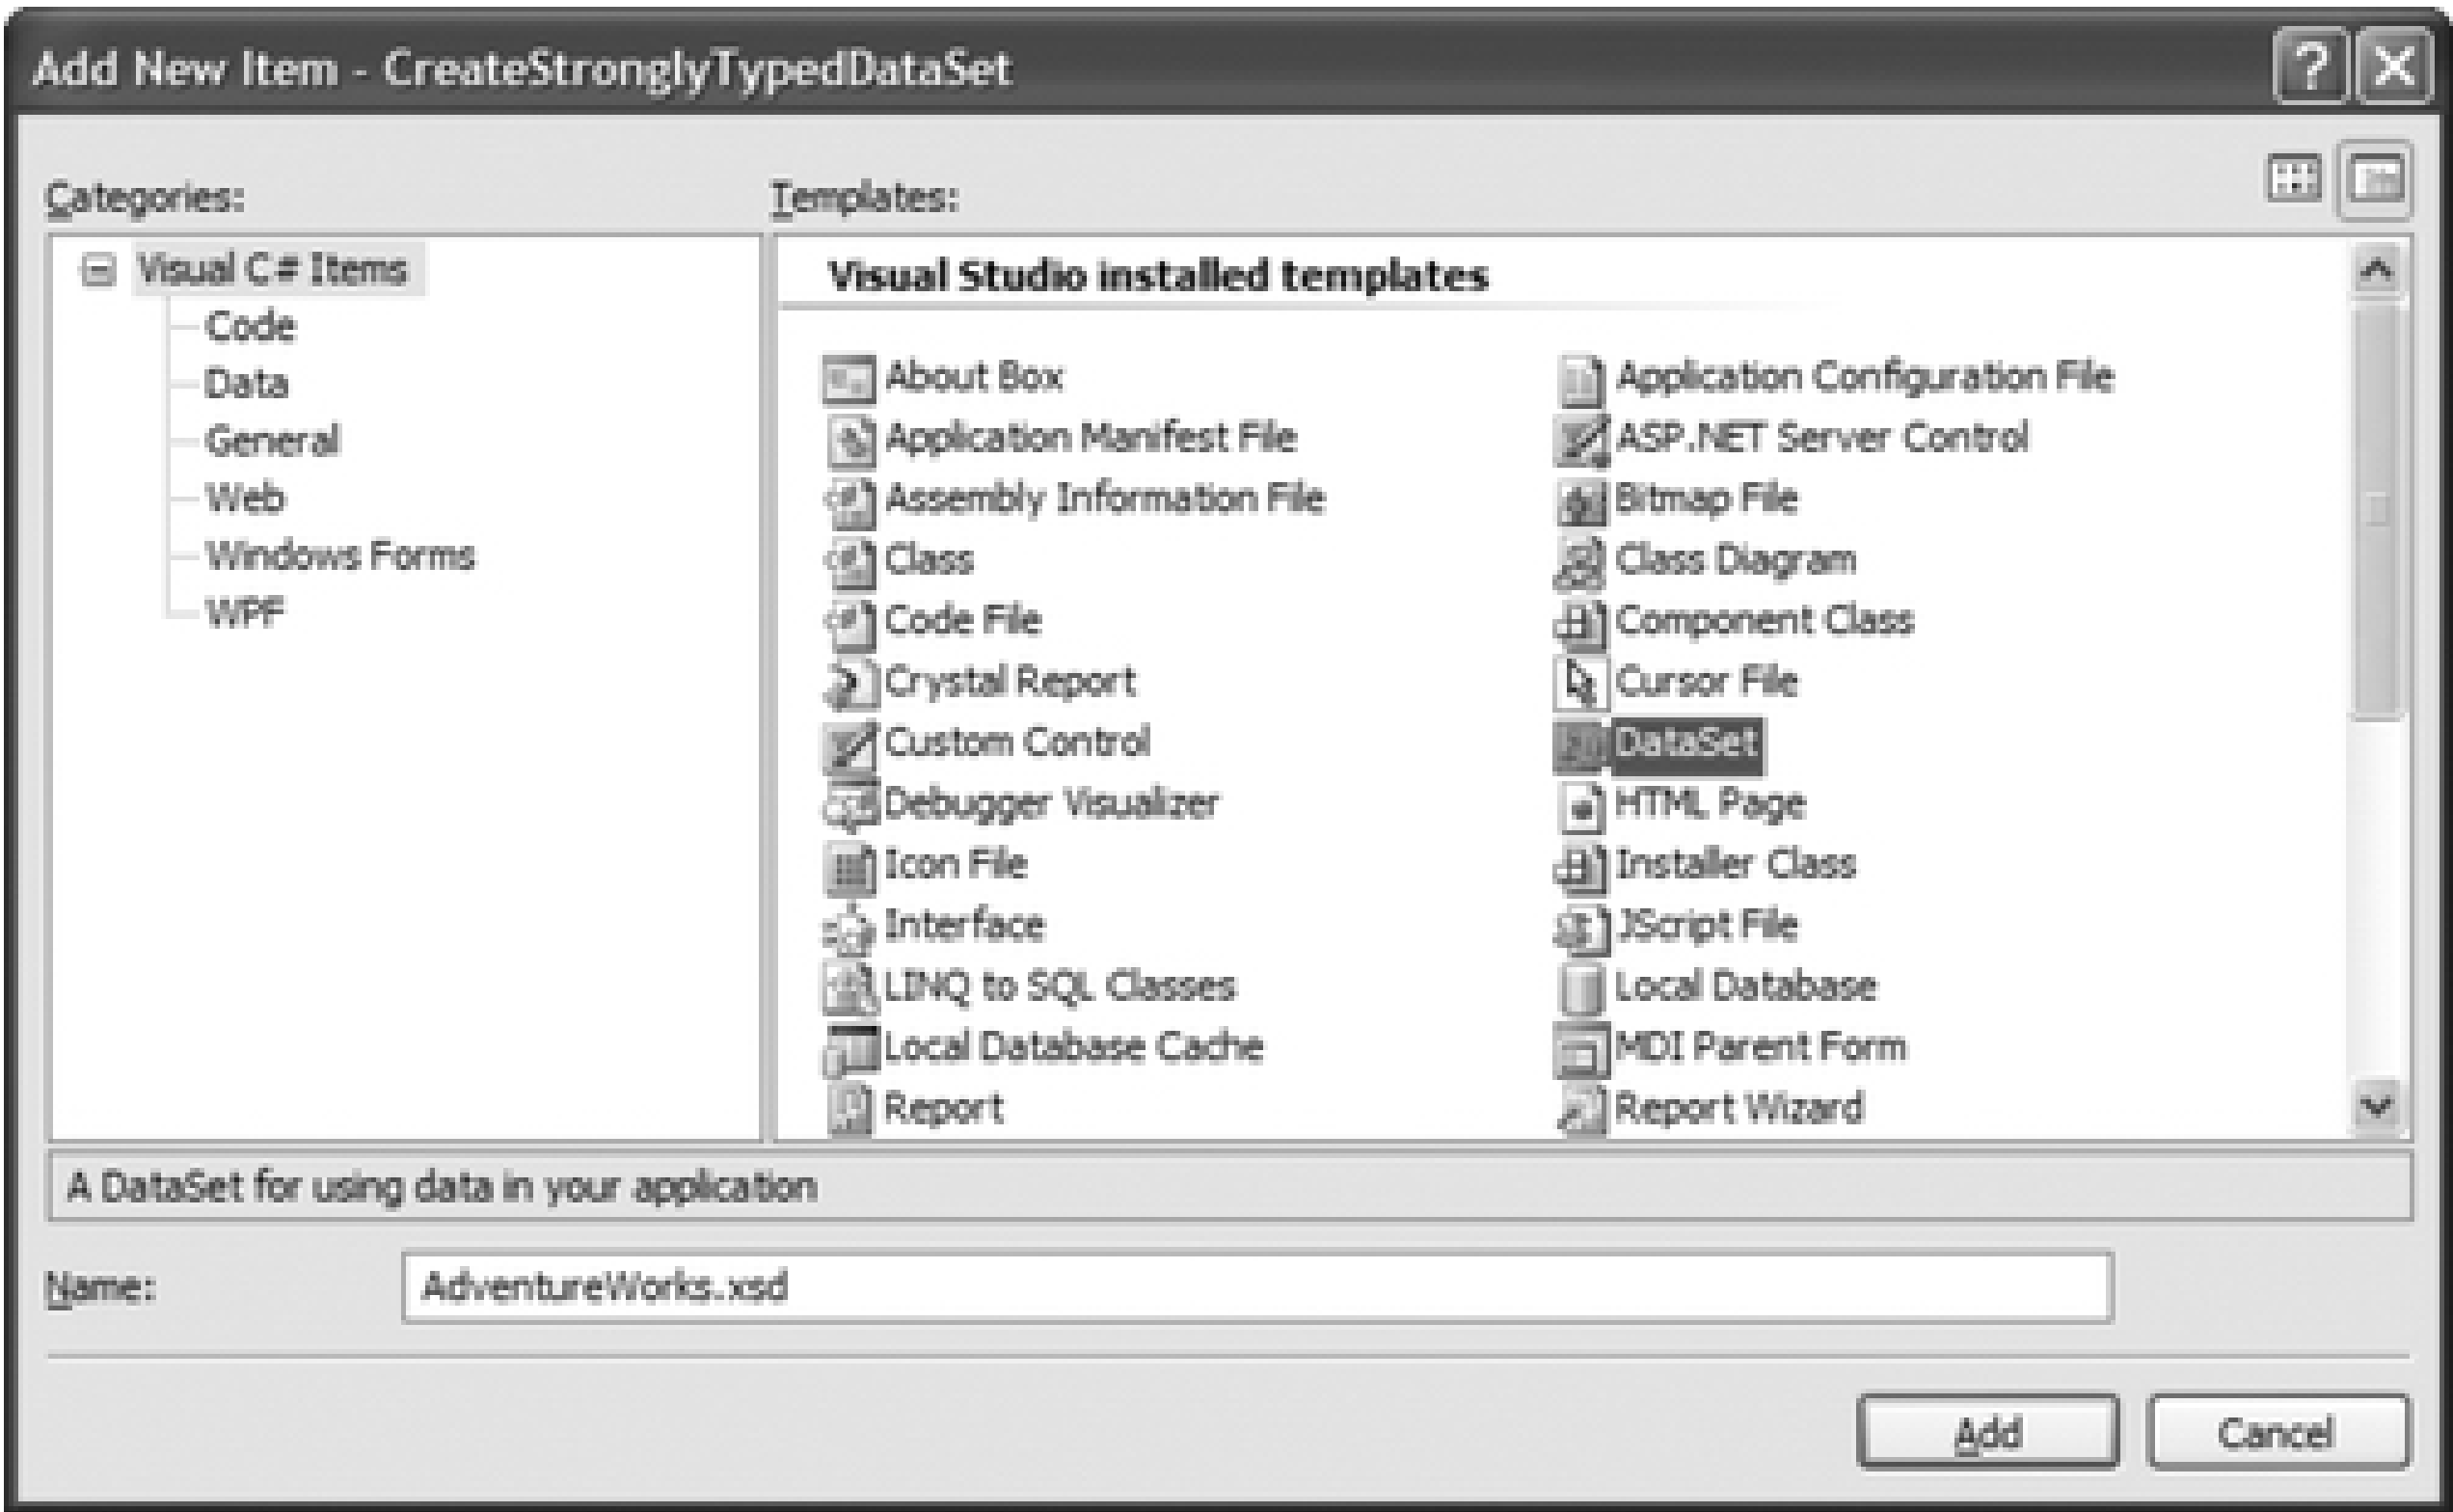 Add New Item - CreateStronglyTypedDataSet
Categories:
Templates:
Visual C# Items
Code
Data
General
Web
Windows Forms
WPF
Visual Studio installed templates
About Box
Application Configuration File
Application Manifest File
ASP.NET Server Control
Assembly Information File
Bitmap File
Class
Class Diagram
Code File
Component Class
Crystal Report
Cursor File
Custom Control
DataSet
Debugger Visualizer
HTML Page
Icon File
Installer Class
Interface
JScript File
LINQ to SQL Classes
Local Database
Local Database Cache
MDI Parent Form
Report
Report Wizard
A DataSet for using data in your application
Name:
AdventureWorks.xsd
Add
Cancel